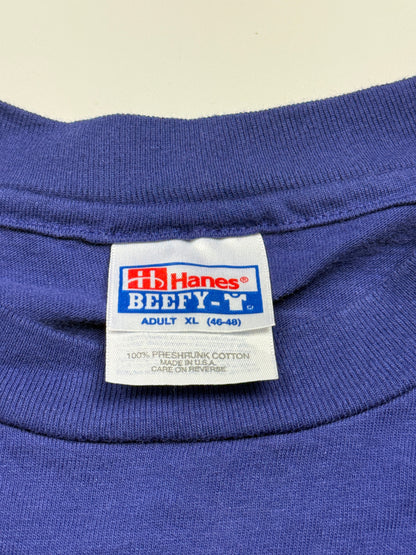 Hanes®
BEEFY-T
ADULT XL (46-48)
100% PRESHRUNK COTTON
MADE IN U.S.A.
CARE ON REVERSE